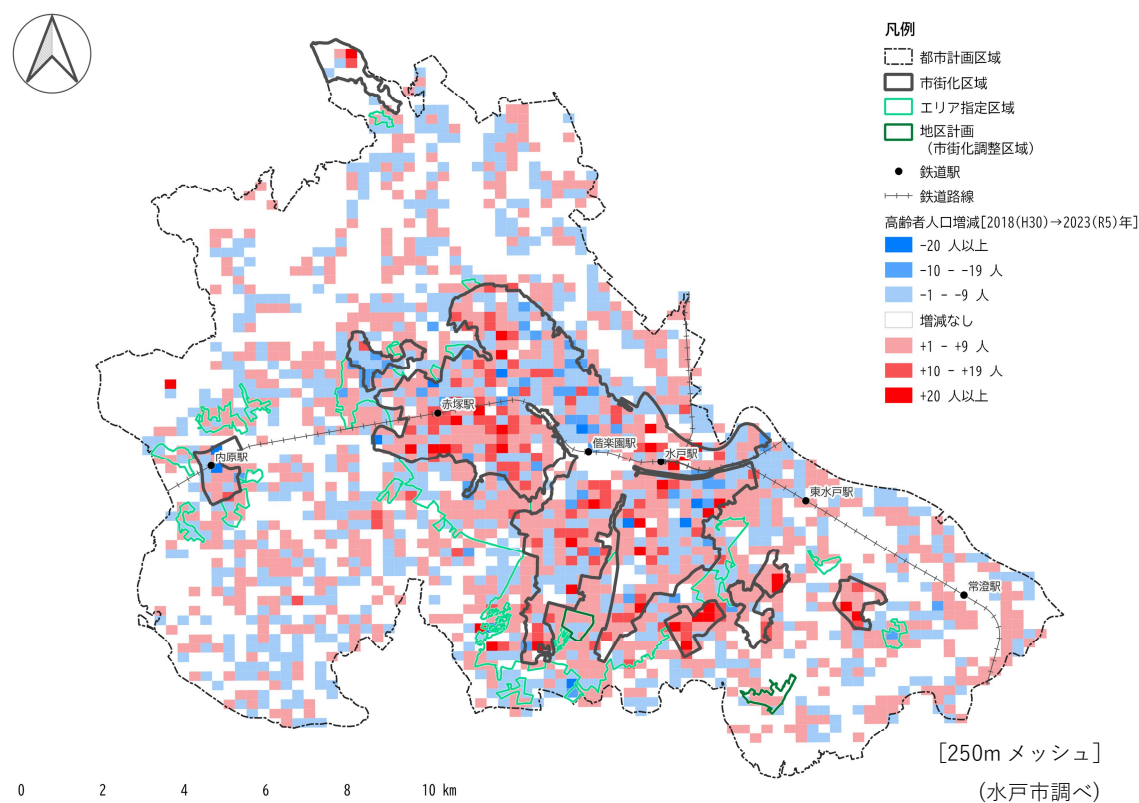 凡例
都市計画区域
市街化区域
エリア指定区域
地区計画
（市街化調整区域）
鉄道駅
鉄道路線
高齢者人口増減[2018(H30)→2023(R5)年]
-20 人以上
-10 - -19 人
-1 - -9 人
増減なし
+1 - +9 人
+10 - +19 人
+20 人以上
赤塚駅
偕楽園駅
水戸駅
内原駅
東水戸駅
常澄駅
[250m メッシュ]
0 2 4 6 8 10 km
(水戸市調べ)